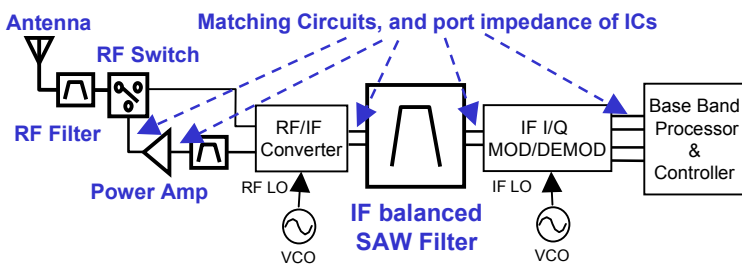 Antenna
Matching Circuits, and port impedance of ICs
RF Switch
RF Filter
Power Amp
RF/IF
Converter
RF LO
VCO
IF balanced
SAW Filter
IF I/Q
MOD/DEMOD
IF LO
VCO
Base Band
Processor
&
Controller